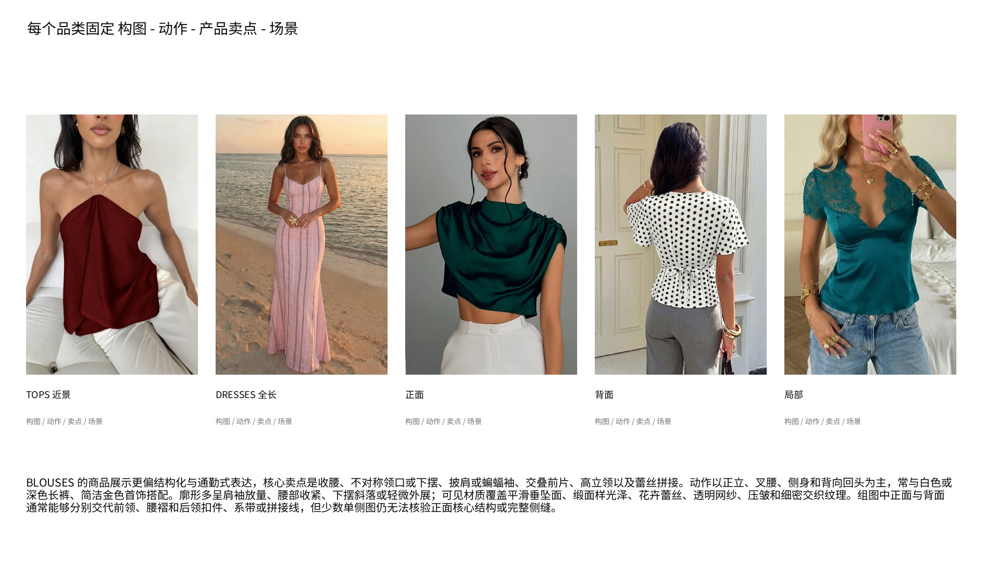 每个品类固定 构图 - 动作 - 产品卖点 - 场景
TOPS 近景
DRESSES 全长
正面
背面
局部
构图 / 动作 / 卖点 / 场景
构图 / 动作 / 卖点 / 场景
构图 / 动作 / 卖点 / 场景
构图 / 动作 / 卖点 / 场景
构图 / 动作 / 卖点 / 场景
BLOUSES 的商品展示更偏结构化与通勤式表达，核心卖点是收腰、不对称领口或下摆、披肩或蝙蝠袖、交叠前片、高立领以及蕾丝拼接。动作以正立、叉腰、侧身和背向回头为主，常与白色或
深色长裤、简洁金色首饰搭配。廓形多呈肩袖放量、腰部收紧、下摆斜落或轻微外展；可见材质覆盖平滑垂坠面、缎面样光泽、花卉蕾丝、透明网纱、压皱和细密交织纹理。组图中正面与背面
通常能够分别交代前领、腰褶和后领扣件、系带或拼接线，但少数单侧图仍无法核验正面核心结构或完整侧缝。